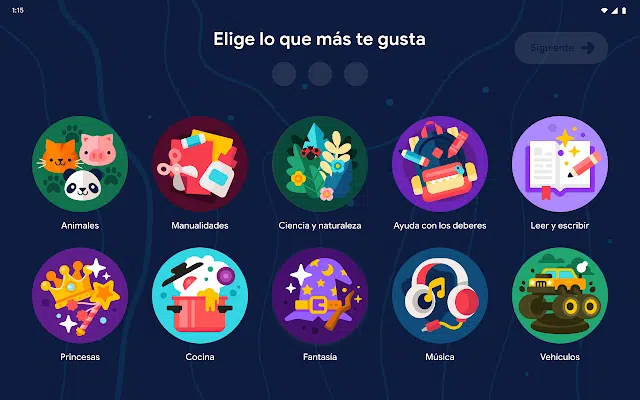 1:15
Elige lo que más te gusta
Siguiente
Animales
Manualidades
Ciencia y naturaleza
Ayuda con los deberes
Leer y escribir
Princesas
Cocina
Fantasía
Música
Vehículos